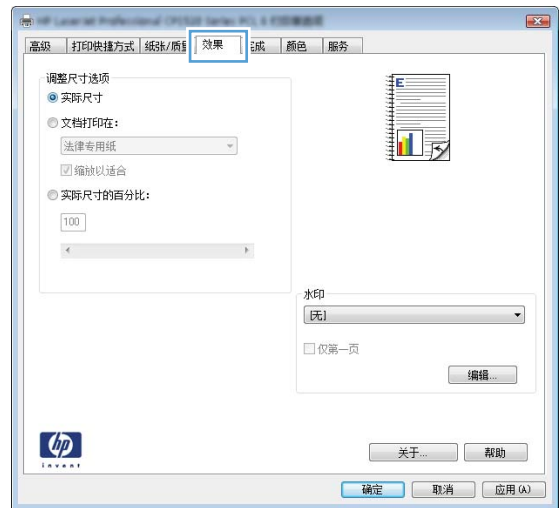 高级 打印快捷方式 纸张/质 效果 成 颜色 服务
调整尺寸选项
实际尺寸
文档打印在:
法律专用纸
缩放以适合
实际尺寸的百分比:
100
E
水印
[无]
仅第一页
编辑...
hp
invent
关于... 帮助
确定 取消 应用(A)